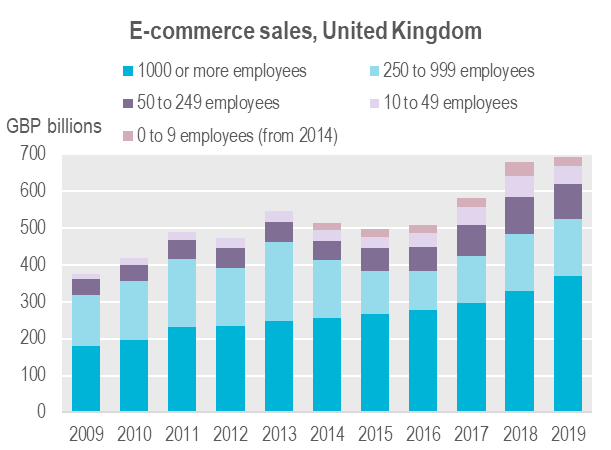 E-commerce sales, United Kingdom
1000 or more employees
250 to 999 employees
50 to 249 employees
10 to 49 employees
0 to 9 employees (from 2014)
GBP billions
700
600
500
400
300
200
100
0
2009 2010 2011 2012 2013 2014 2015 2016 2017 2018 2019